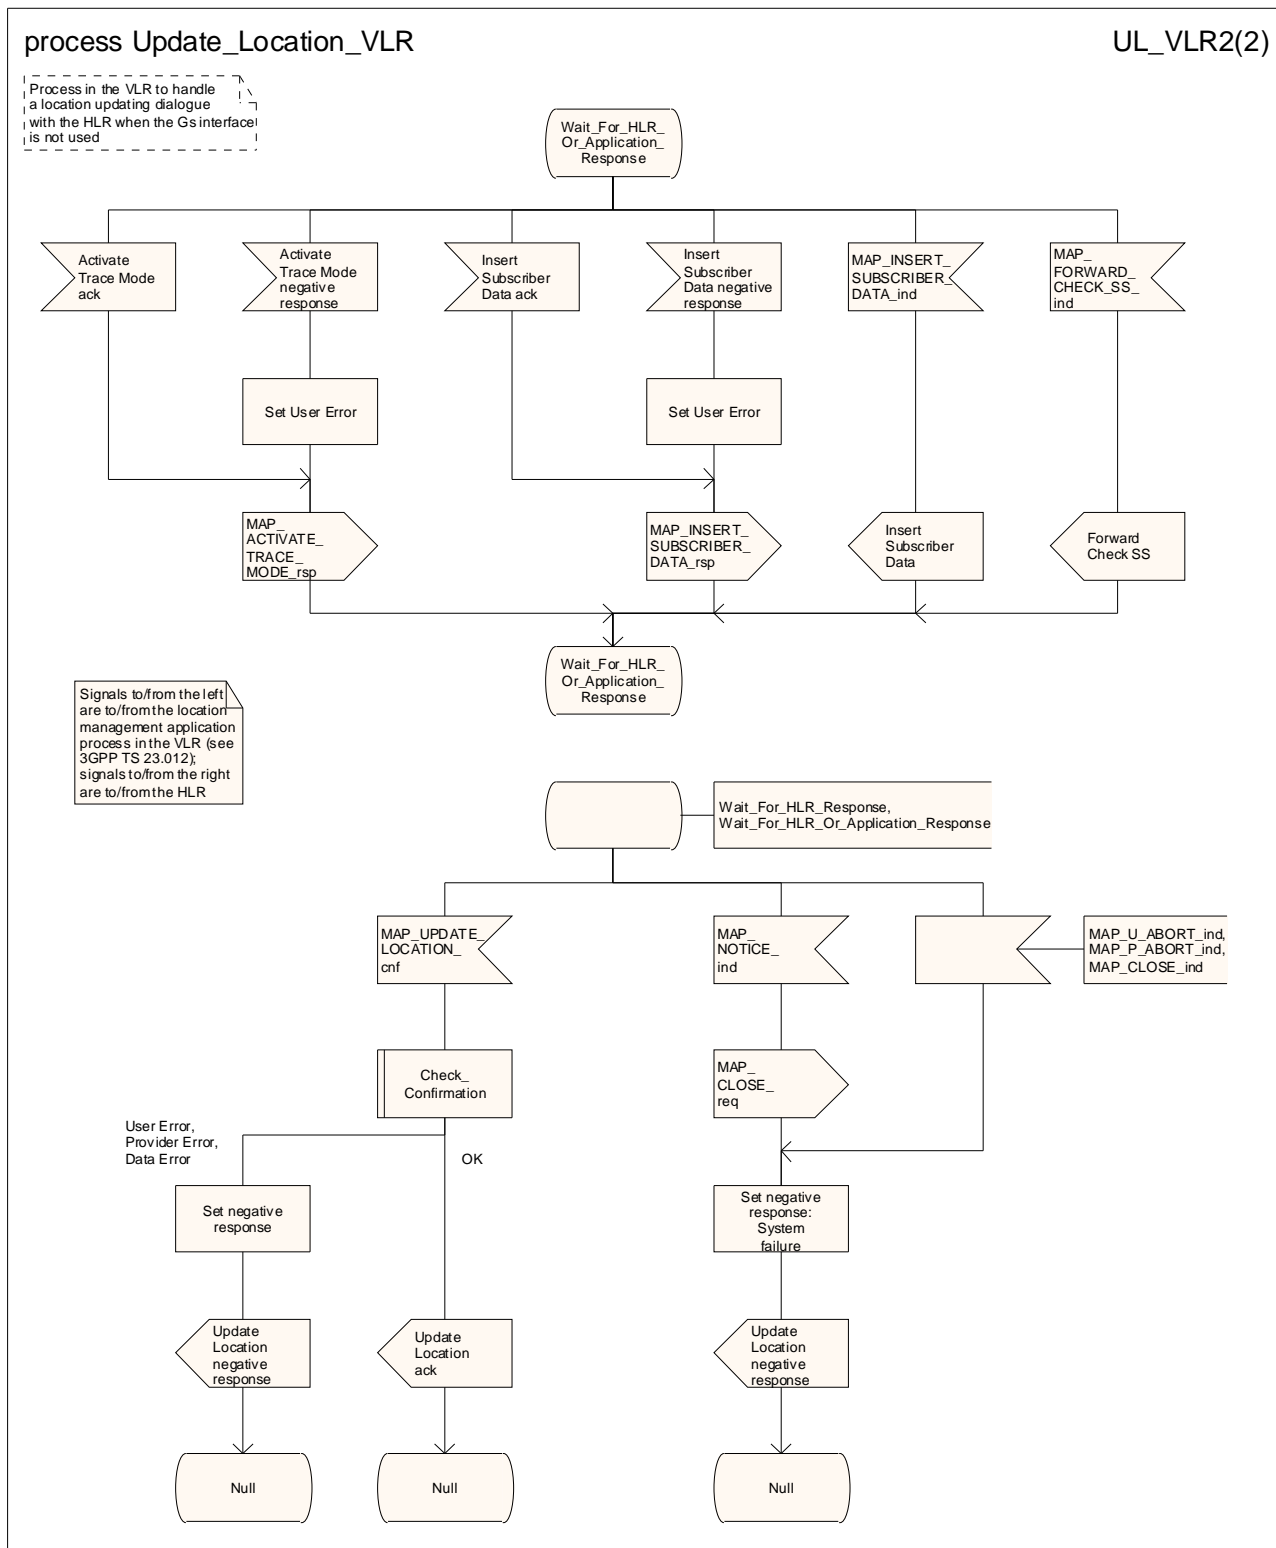 process Update_Location_VLR
UL_VLR2(2)
Process in the VLR to handle
a location updating dialogue
with the HLR when the Gs interface
is not used
Wait_For_HLR_
Or_Application_
Response
Activate
Trace Mode
ack
Activate
Trace Mode
negative
response
Insert
Subscriber
Data ack
Insert
Subscriber
Data negative
response
MAP_INSERT_
SUBSCRIBER_
DATA_ind
MAP_
FORWARD_
CHECK_SS_
ind
Set User Error
Set User Error
MAP_
ACTIVATE_
TRACE_
MODE_rsp
MAP_INSERT_
SUBSCRIBER_
DATA_rsp
Insert
Subscriber
Data
Forward
Check SS
Wait_For_HLR_
Or_Application_
Response
Signals to/from the left
are to/from the location
management application
process in the VLR (see
3GPP TS 23.012);
signals to/from the right
are to/from the HLR
Wait_For_HLR_Response,
Wait_For_HLR_Or_Application_Response
MAP_UPDATE_
LOCATION_
cnf
MAP_
NOTICE_
ind
MAP_U_ABORT_ind,
MAP_P_ABORT_ind,
MAP_CLOSE_ind
Check_
Confirmation
MAP_
CLOSE_
req
User Error,
Provider Error,
Data Error
OK
Set negative
response
Set negative
response:
System
failure
Update
Location
negative
response
Update
Location
ack
Update
Location
negative
response
Null
Null
Null